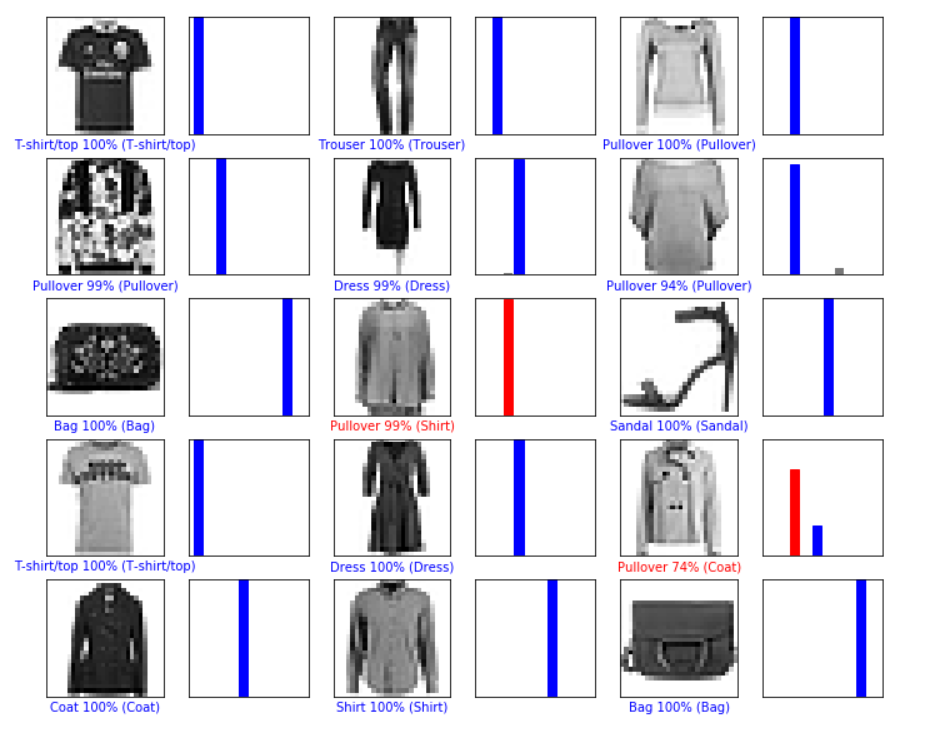 T-shirt/top 100% (T-shirt/top)
Trouser 100% (Trouser)
Pullover 100% (Pullover)
Pullover 99% (Pullover)
Dress 99% (Dress)
Pullover 94% (Pullover)
Bag 100% (Bag)
Pullover 99% (Shirt)
Sandal 100% (Sandal)
T-shirt/top 100% (T-shirt/top)
Dress 100% (Dress)
Pullover 74% (Coat)
Coat 100% (Coat)
Shirt 100% (Shirt)
Bag 100% (Bag)